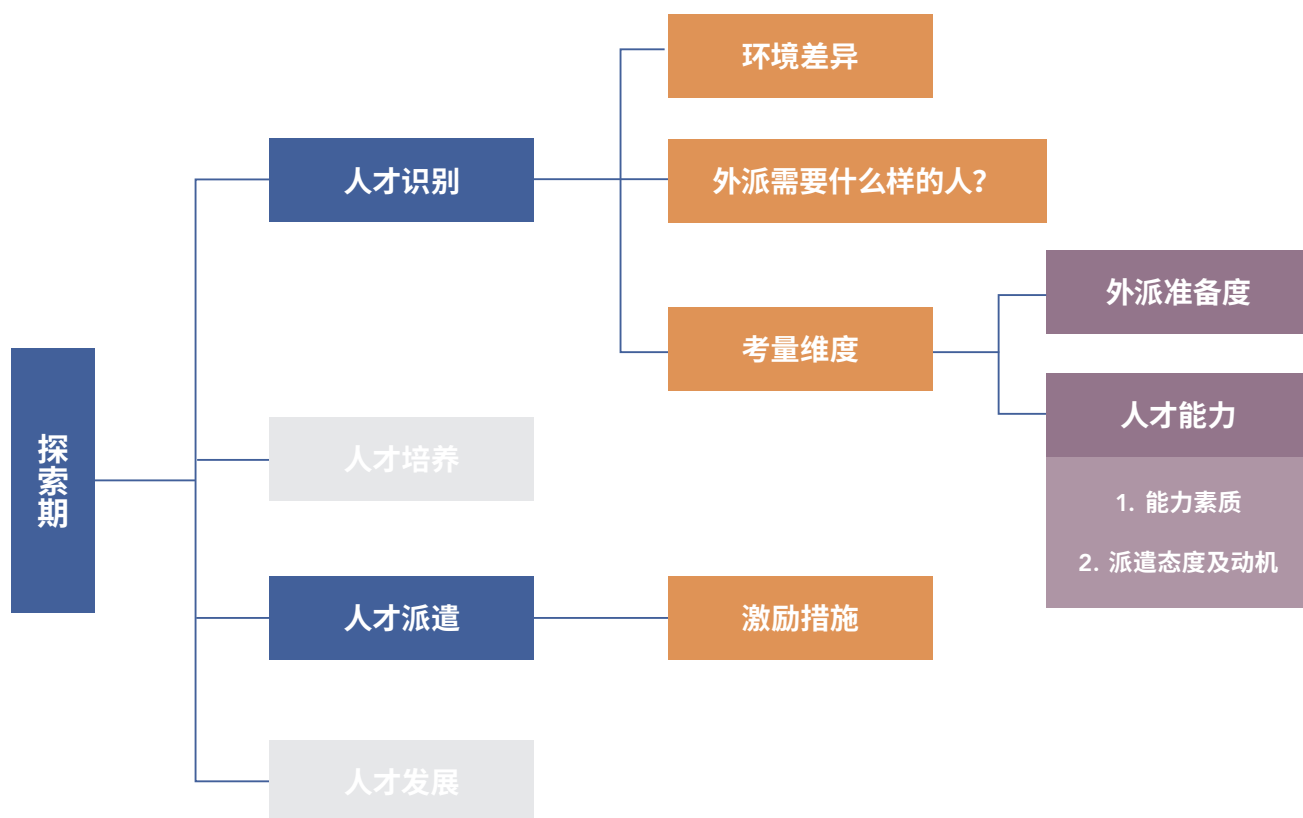 探索期
人才识别
环境差异
外派需要什么样的人？
考量维度
外派准备度
人才能力
1. 能力素质
2. 派遣态度及动机
人才培养
人才派遣
激励措施
人才发展